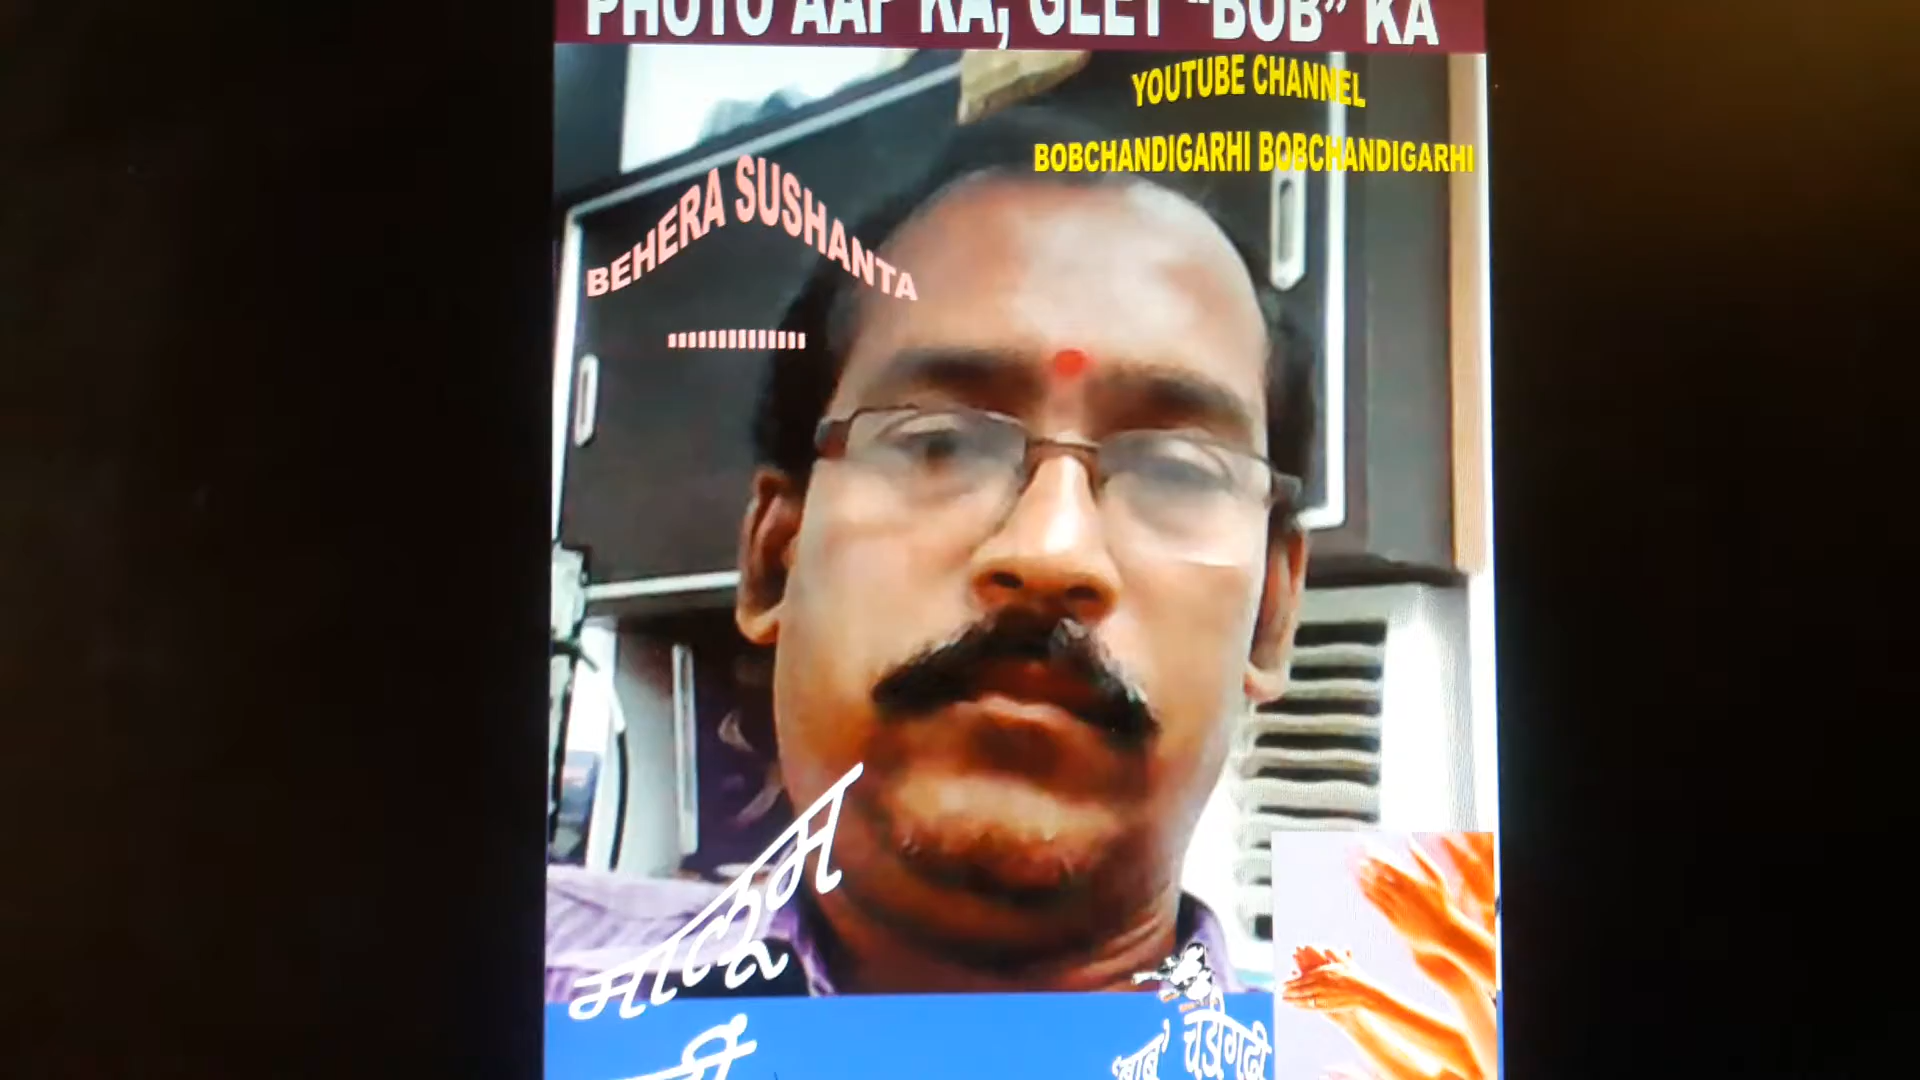 PHOTO AAP KA, GEET "BOB" KA
YOUTUBE CHANNEL
BOBCHANDIGARHI BOBCHANDIGARHI
BEHERA SUSHANTA
मालूम
'बाब' चंडीगढ़ी